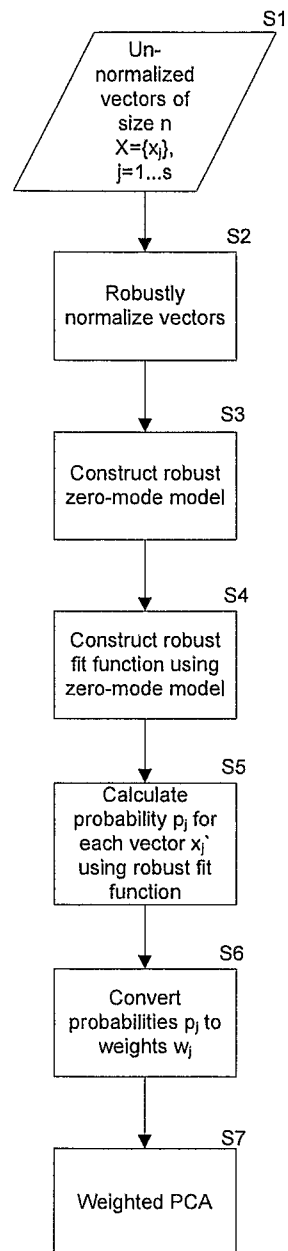 S1
Un-
normalized
vectors of
size n
X={xj},
j=1...s
S2
Robustly
normalize vectors
S3
Construct robust
zero-mode model
S4
Construct robust
fit function using
zero-mode model
S5
Calculate
probability pj for
each vector xj`
using robust fit
function
S6
Convert
probabilities pj to
weights wj
S7
Weighted PCA